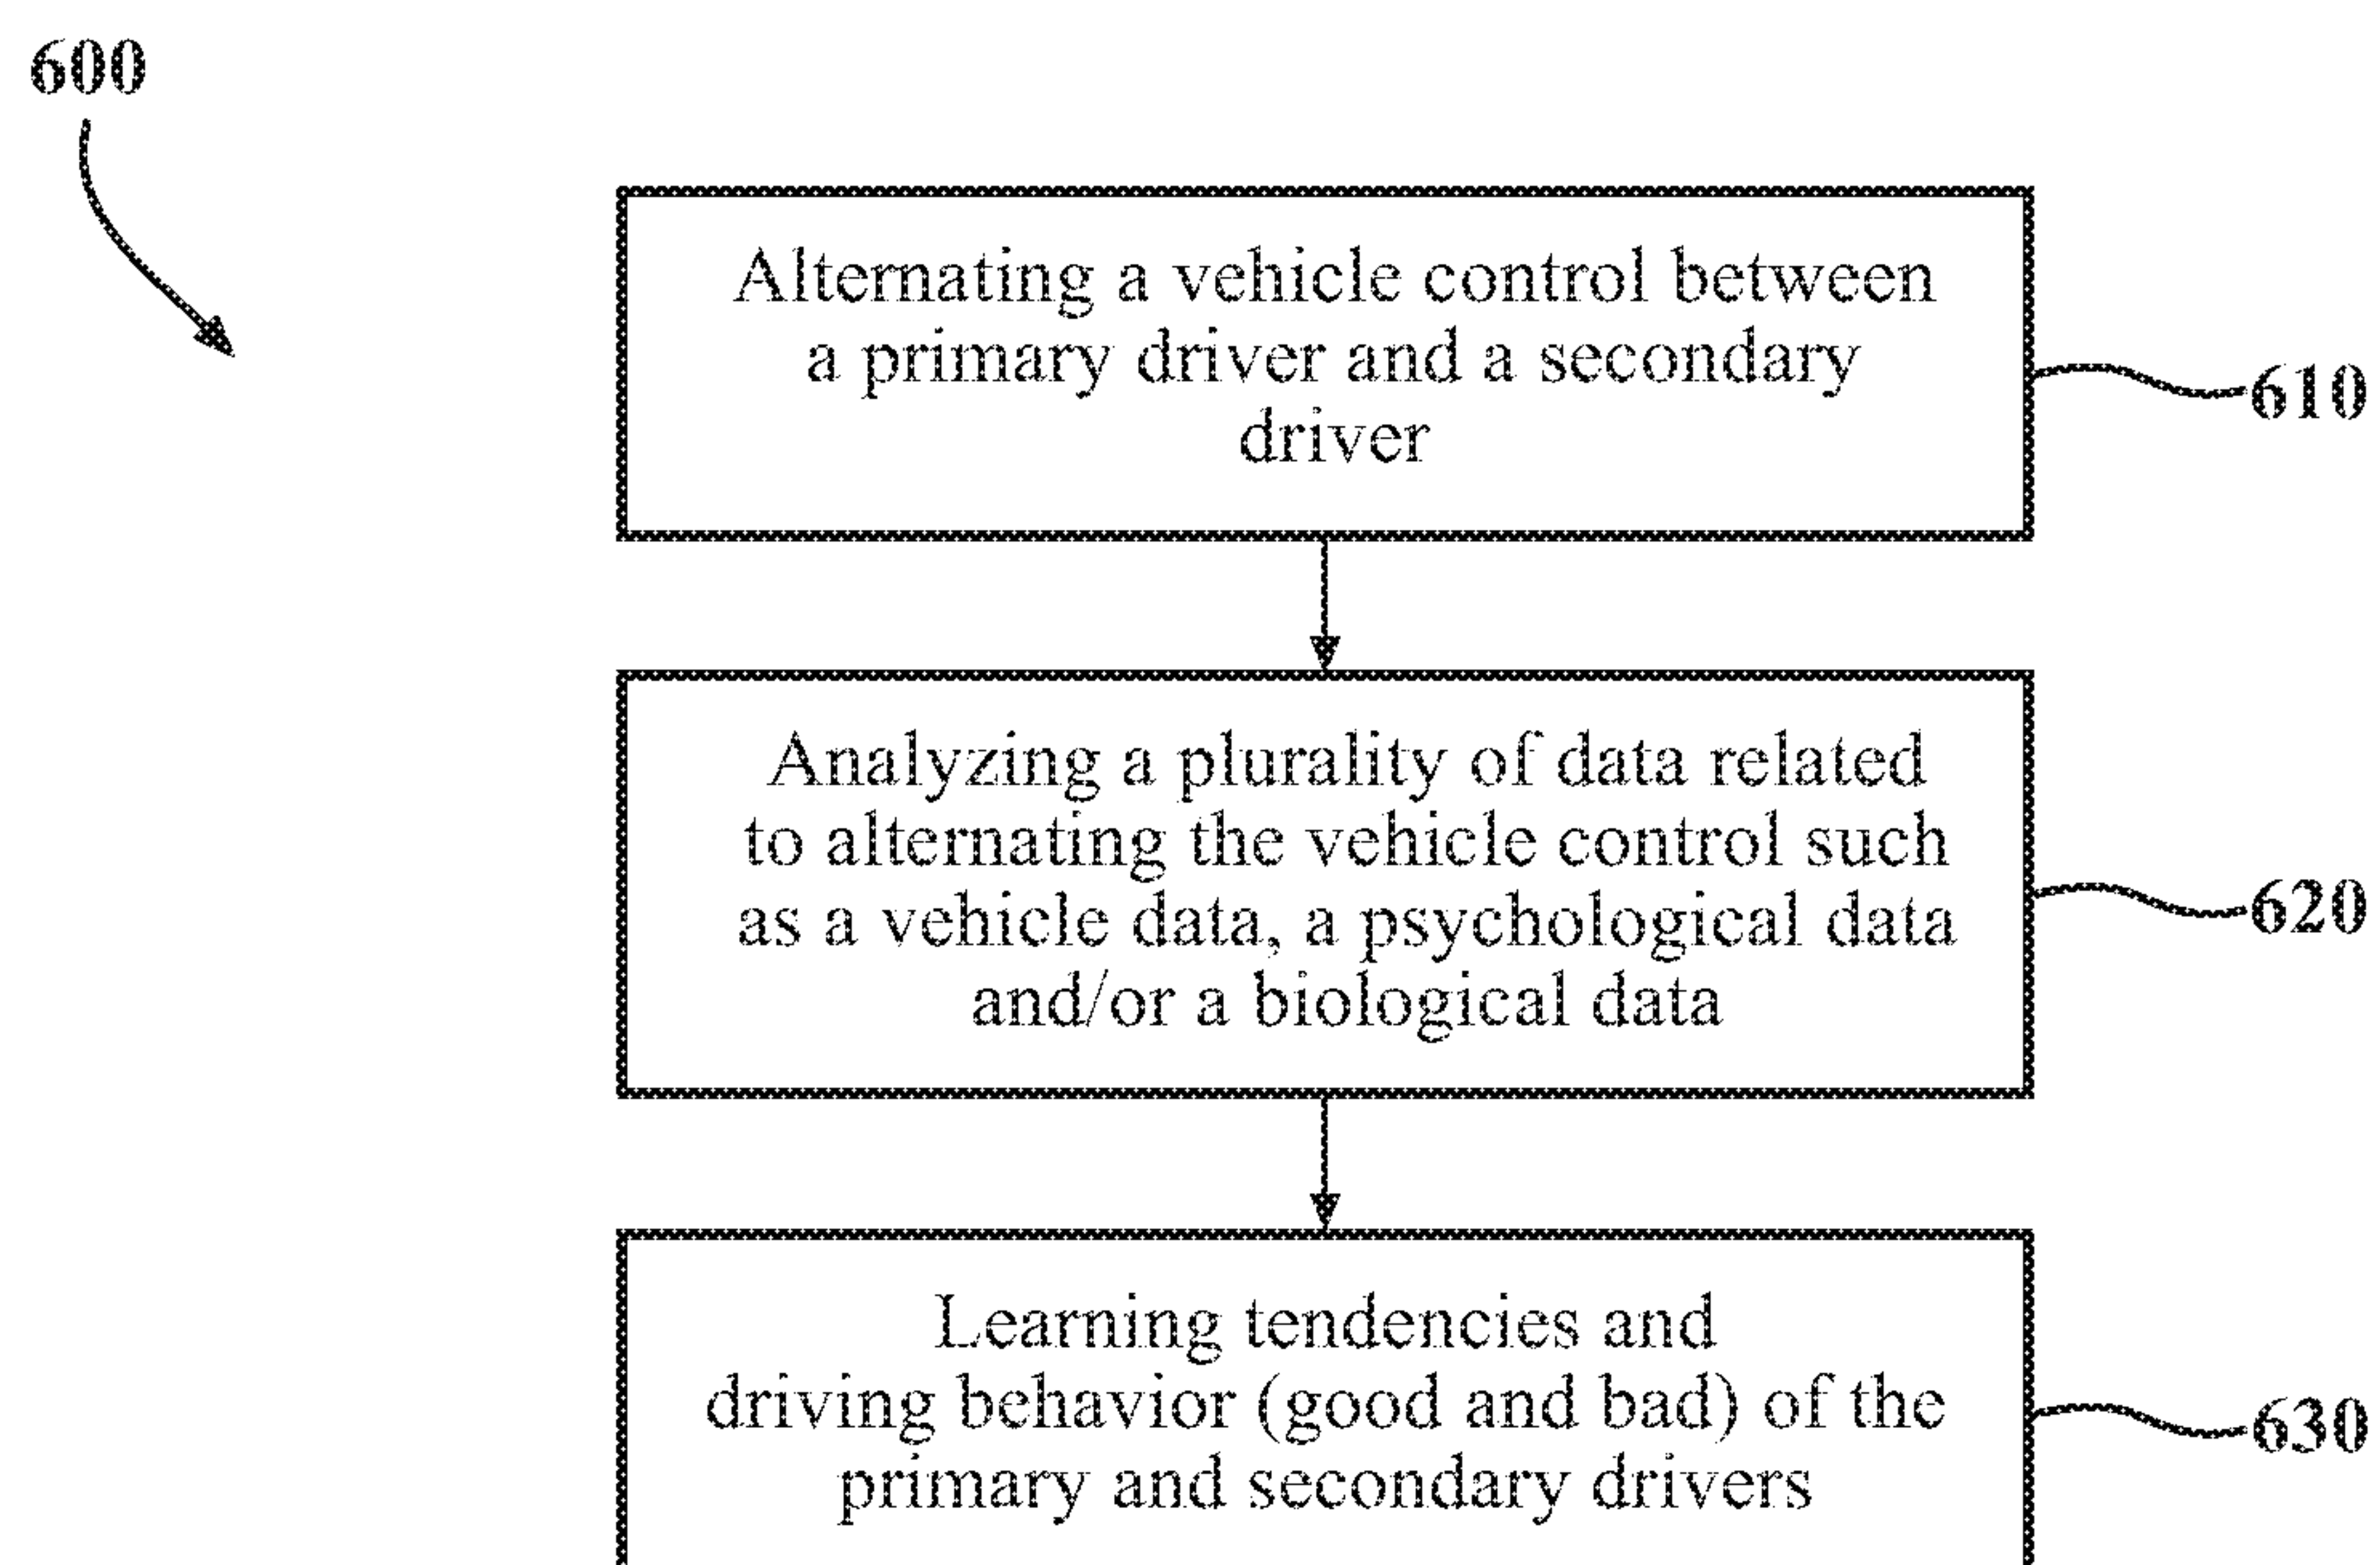 600
Alternating a vehicle control between
a primary driver and a secondary
driver
610
Analyzing a plurality of data related
to alternating the vehicle control such
as a vehicle data, a psychological data
and/or a biological data
620
Learning tendencies and
driving behavior (good and bad) of the
primary and secondary drivers
630